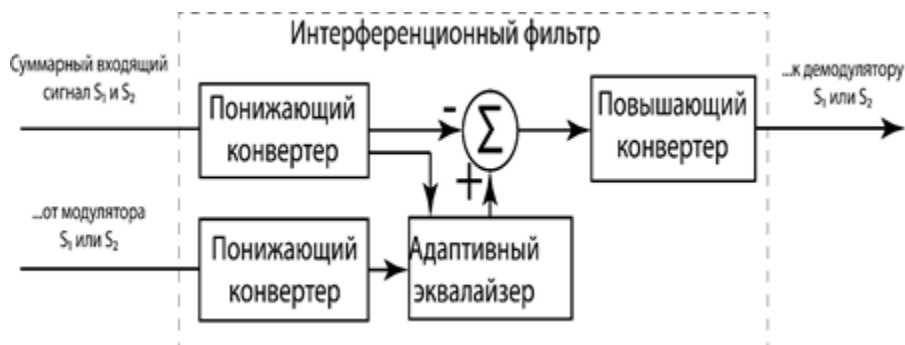 Интерференционный фильтр
Суммарный входящий
сигнал S₁ и S₂
Понижающий
конвертер
-
Σ
+
Повышающий
конвертер
...к демодулятору
S₁ или S₂
...от модулятора
S₁ или S₂
Понижающий
конвертер
Адаптивный
эквалайзер